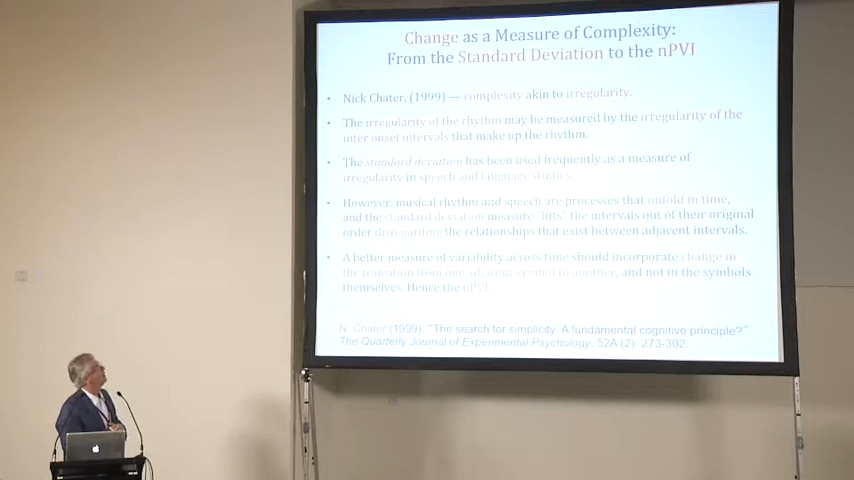 Change as a Measure of Complexity:
From the Standard Deviation to the nPVI
• Nick Chater, (1999) — complexity akin to irregularity.
• The irregularity of the rhythm may be measured by the irregularity of the
inter onset intervals that make up the rhythm.
• The standard deviation has been used frequently as a measure of
irregularity in speech and language studies.
• However, musical rhythm and speech are processes that unfold in time,
and the standard deviation measure "lifts" the intervals out of their original
order disregarding the relationships that exist between adjacent intervals.
• A better measure of variability across time should incorporate change in
the transition from one adjacent symbol to another, and not in the symbols
themselves. Hence the nPVI.
N. Chater (1999). "The search for simplicity: A fundamental cognitive principle?"
The Quarterly Journal of Experimental Psychology, 52A (2): 273-302.